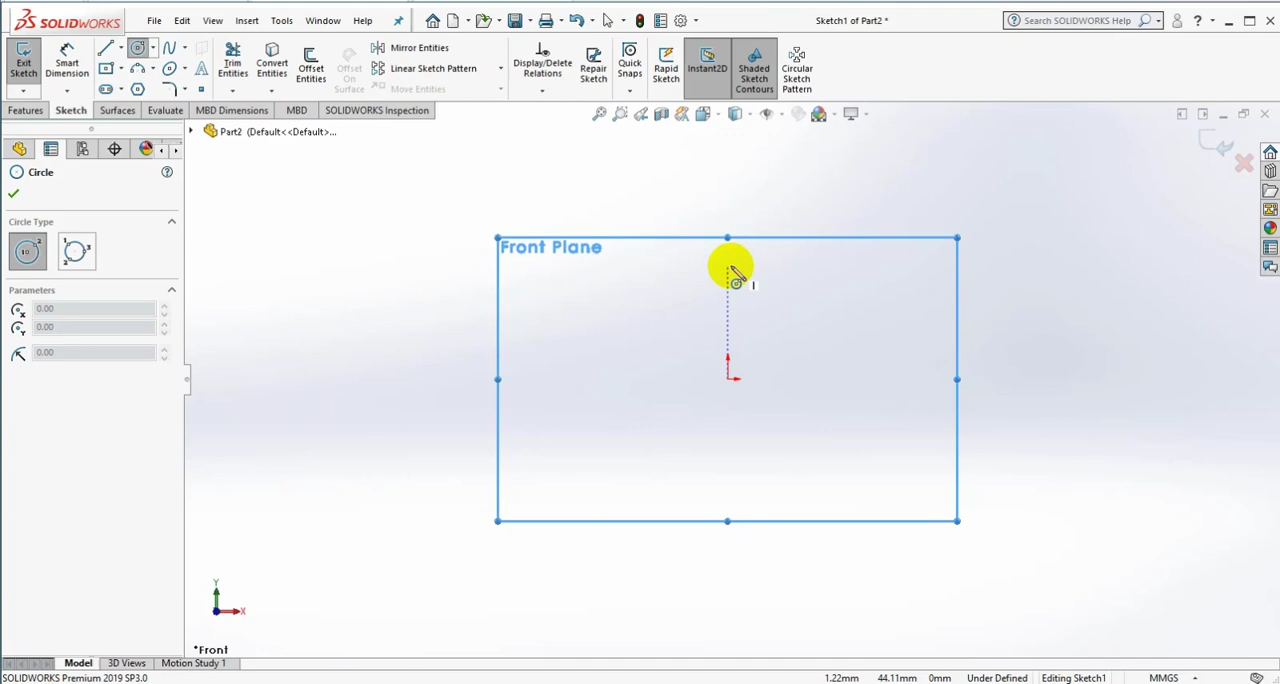 SOLIDWORKS File Edit View Insert Tools Window Help Sketch1 of Part2 * Search SOLIDWORKS Help ?
Exit Sketch
Smart Dimension
Trim Entities
Convert Entities
Offset Entities
Offset On Surface
Mirror Entities
Linear Sketch Pattern
Move Entities
Display/Delete Relations
Repair Sketch
Quick Snaps
Rapid Sketch
Instant2D
Shaded Sketch Contours
Circular Sketch Pattern
Features Sketch Surfaces Evaluate MBD Dimensions MBD SOLIDWORKS Inspection
Part2 (Default<<Default>...
Circle
Circle Type
Parameters
0.00
0.00
0.00
Front Plane
Y
X
*Front
Model 3D Views Motion Study 1
SOLIDWORKS Premium 2019 SP3.0 1.22mm 44.11mm 0mm Under Defined Editing Sketch1 MMGS